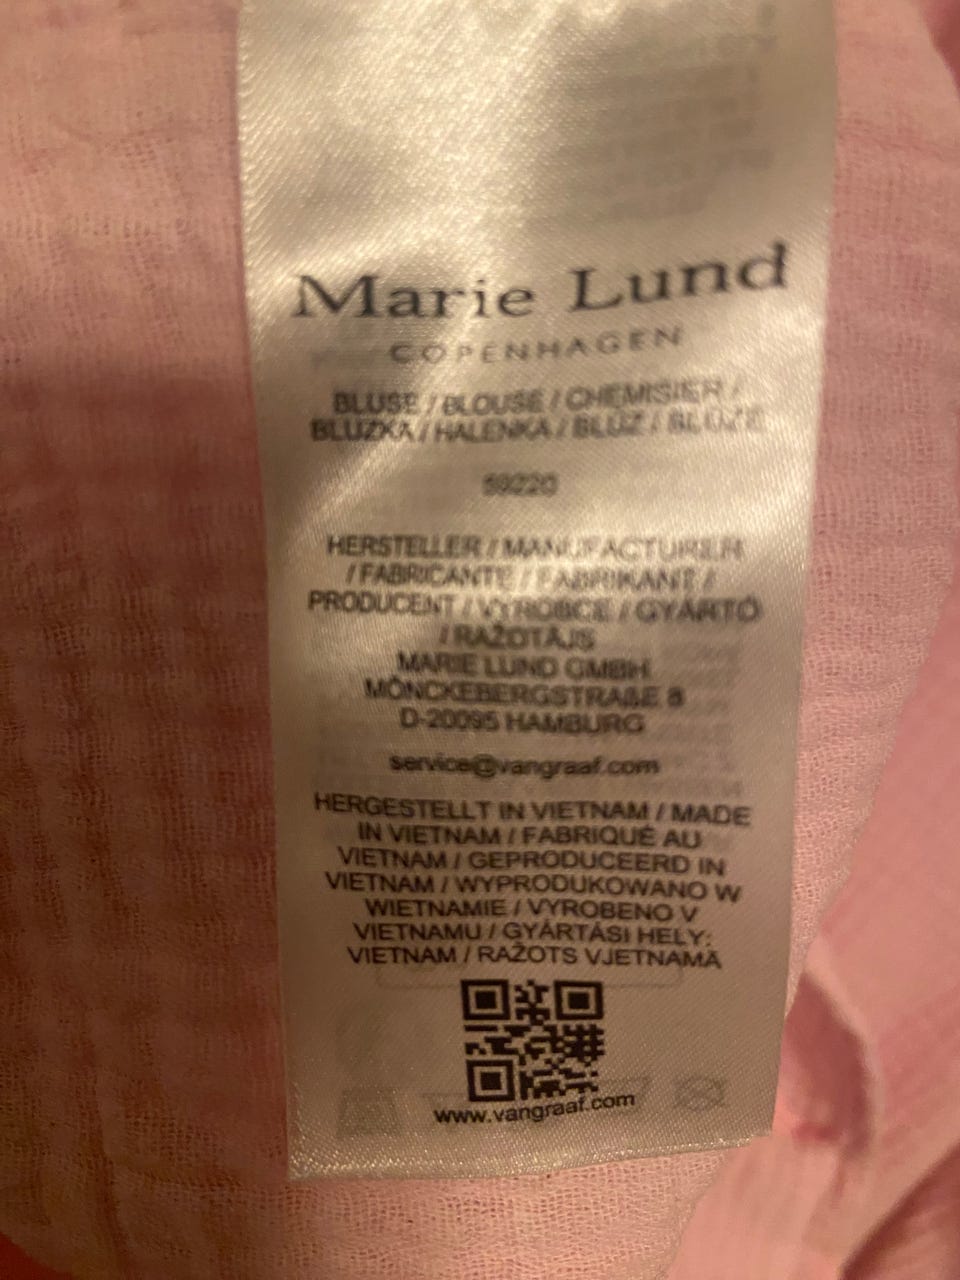 Marie Lund
COPENHAGEN
BLUSE / BLOUSE / CHEMISIER /
BLUZKA / HALENKA / BLÚZ / BLŪZE
59220
HERSTELLER / MANUFACTURER
/ FABRICANTE / FABRIKANT /
PRODUCENT / VÝROBCE / GYÁRTÓ
/ RAŽOTĀJS
MARIE LUND GMBH
MÖNCKEBERGSTRAßE 8
D-20095 HAMBURG
service@vangraaf.com
HERGESTELLT IN VIETNAM / MADE
IN VIETNAM / FABRIQUÉ AU
VIETNAM / GEPRODUCEERD IN
VIETNAM / WYPRODUKOWANO W
WIETNAMIE / VYROBENO V
VIETNAMU / GYÁRTÁSI HELY:
VIETNAM / RAŽOTS VJETNAMĀ
www.vangraaf.com